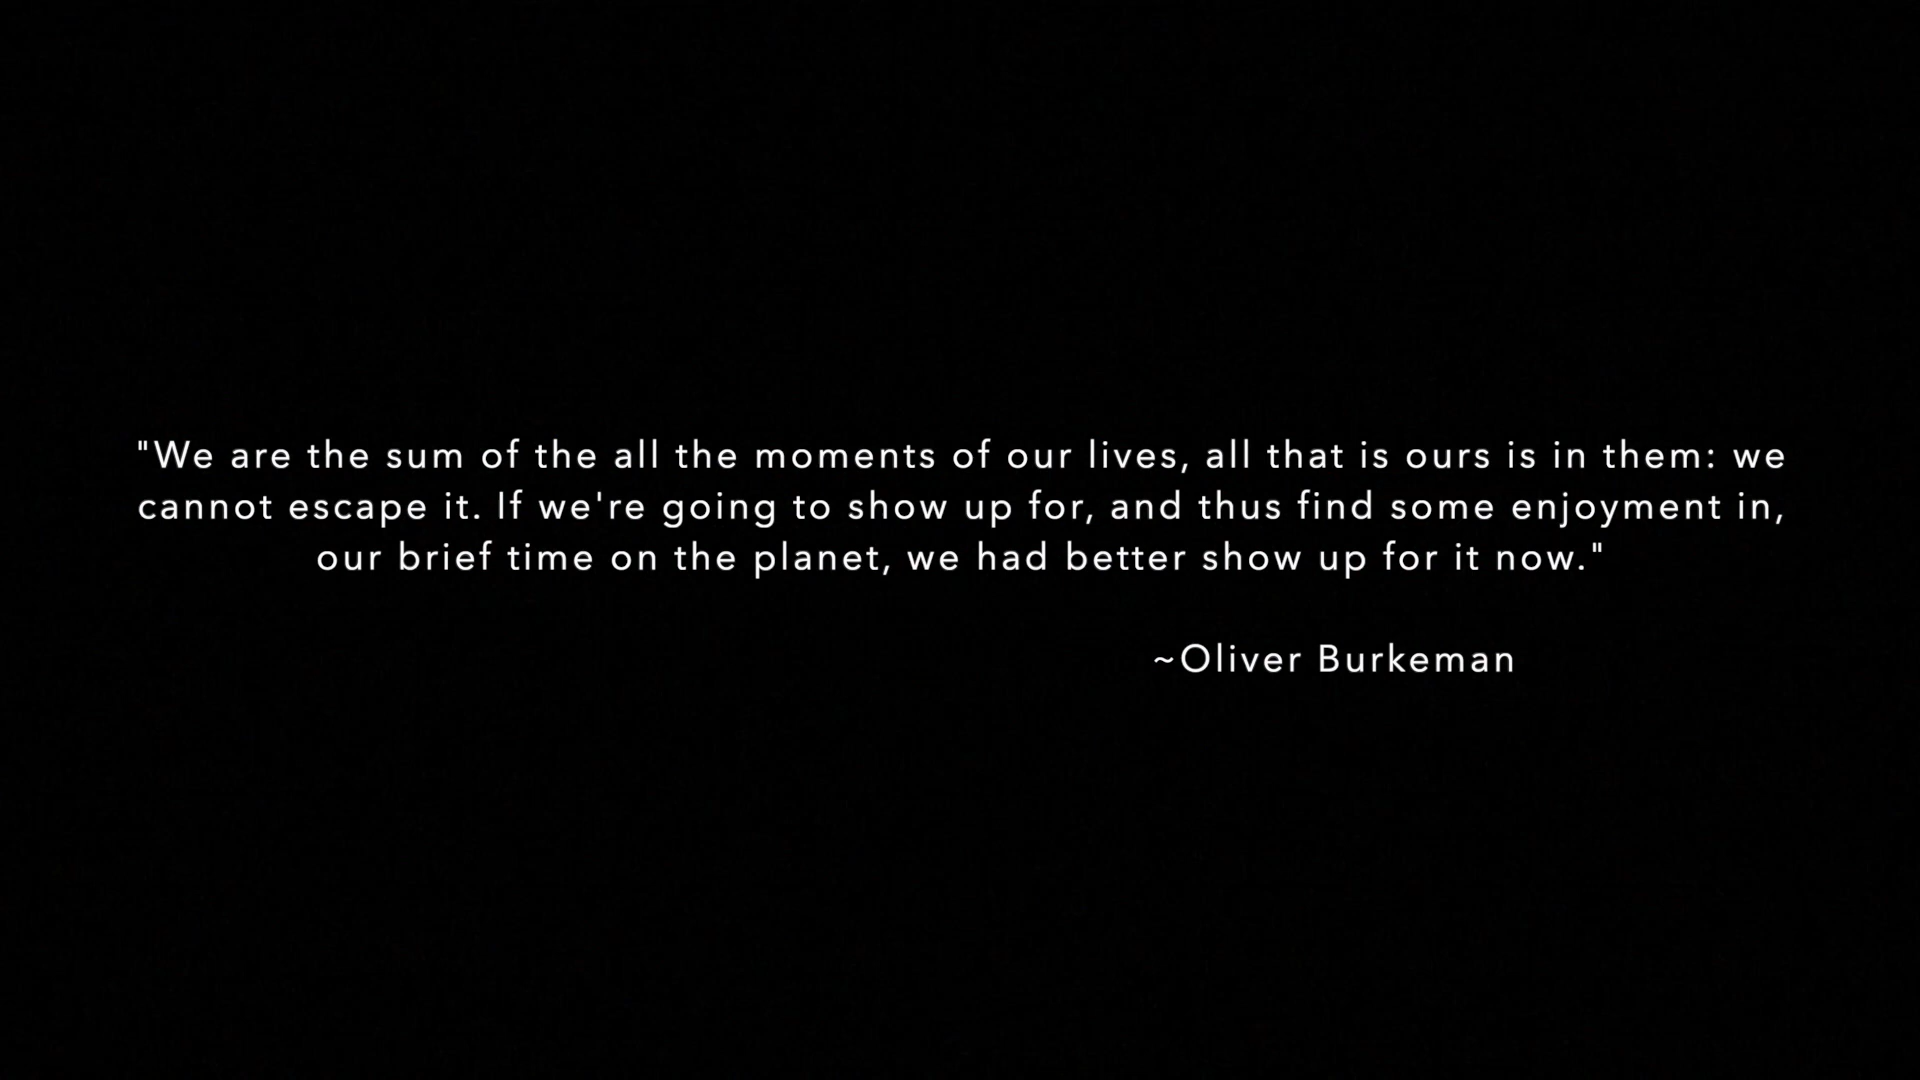 "We are the sum of the all the moments of our lives, all that is ours is in them: we
cannot escape it. If we're going to show up for, and thus find some enjoyment in,
our brief time on the planet, we had better show up for it now."
~Oliver Burkeman